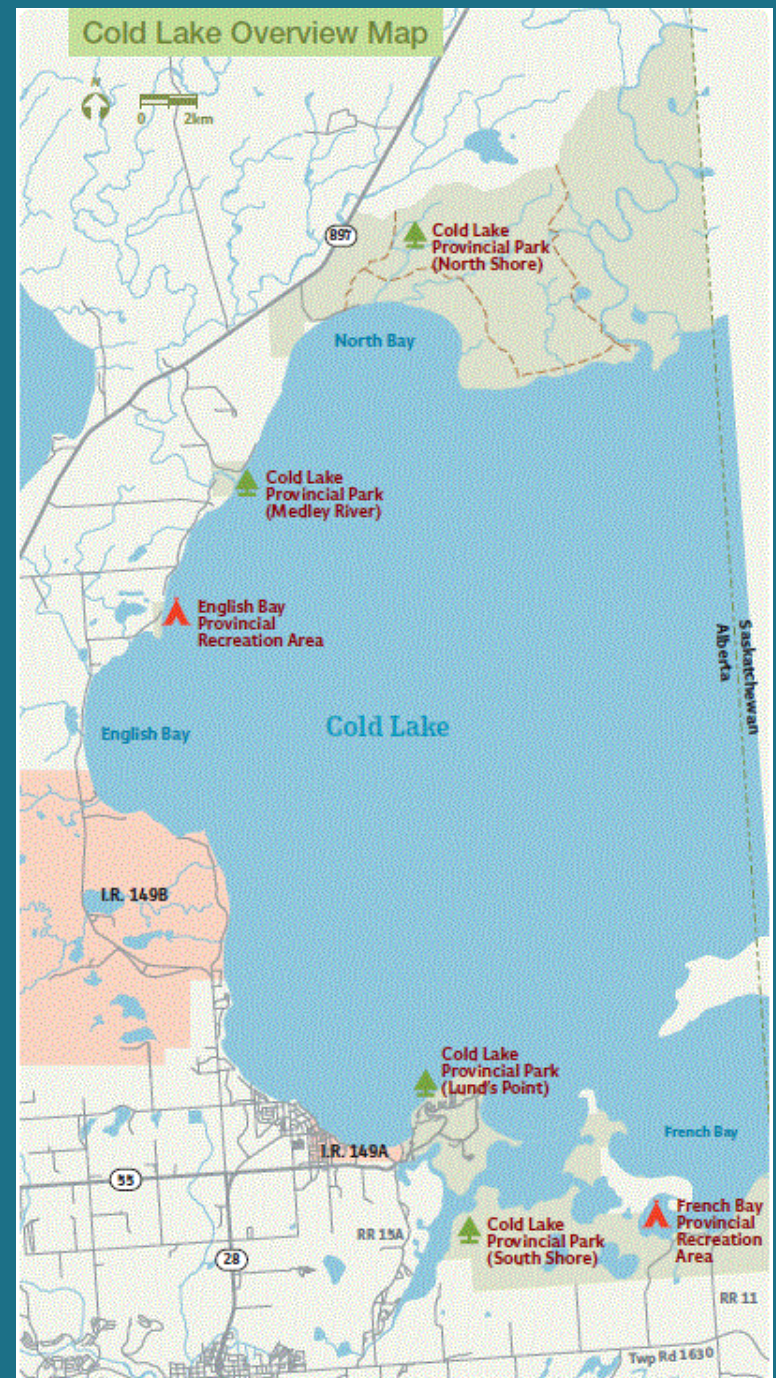 Cold Lake Overview Map
N
0 2km
897
Cold Lake
Provincial Park
(North Shore)
North Bay
Cold Lake
Provincial Park
(Medley River)
English Bay
Provincial
Recreation Area
Saskatchewan
Alberta
Cold Lake
English Bay
I.R. 149B
Cold Lake
Provincial Park
(Lund's Point)
French Bay
I.R. 149A
55
French Bay
Provincial
Recreation
Area
Cold Lake
Provincial Park
(South Shore)
RR 15A
28
RR 11
Twp Rd 1630